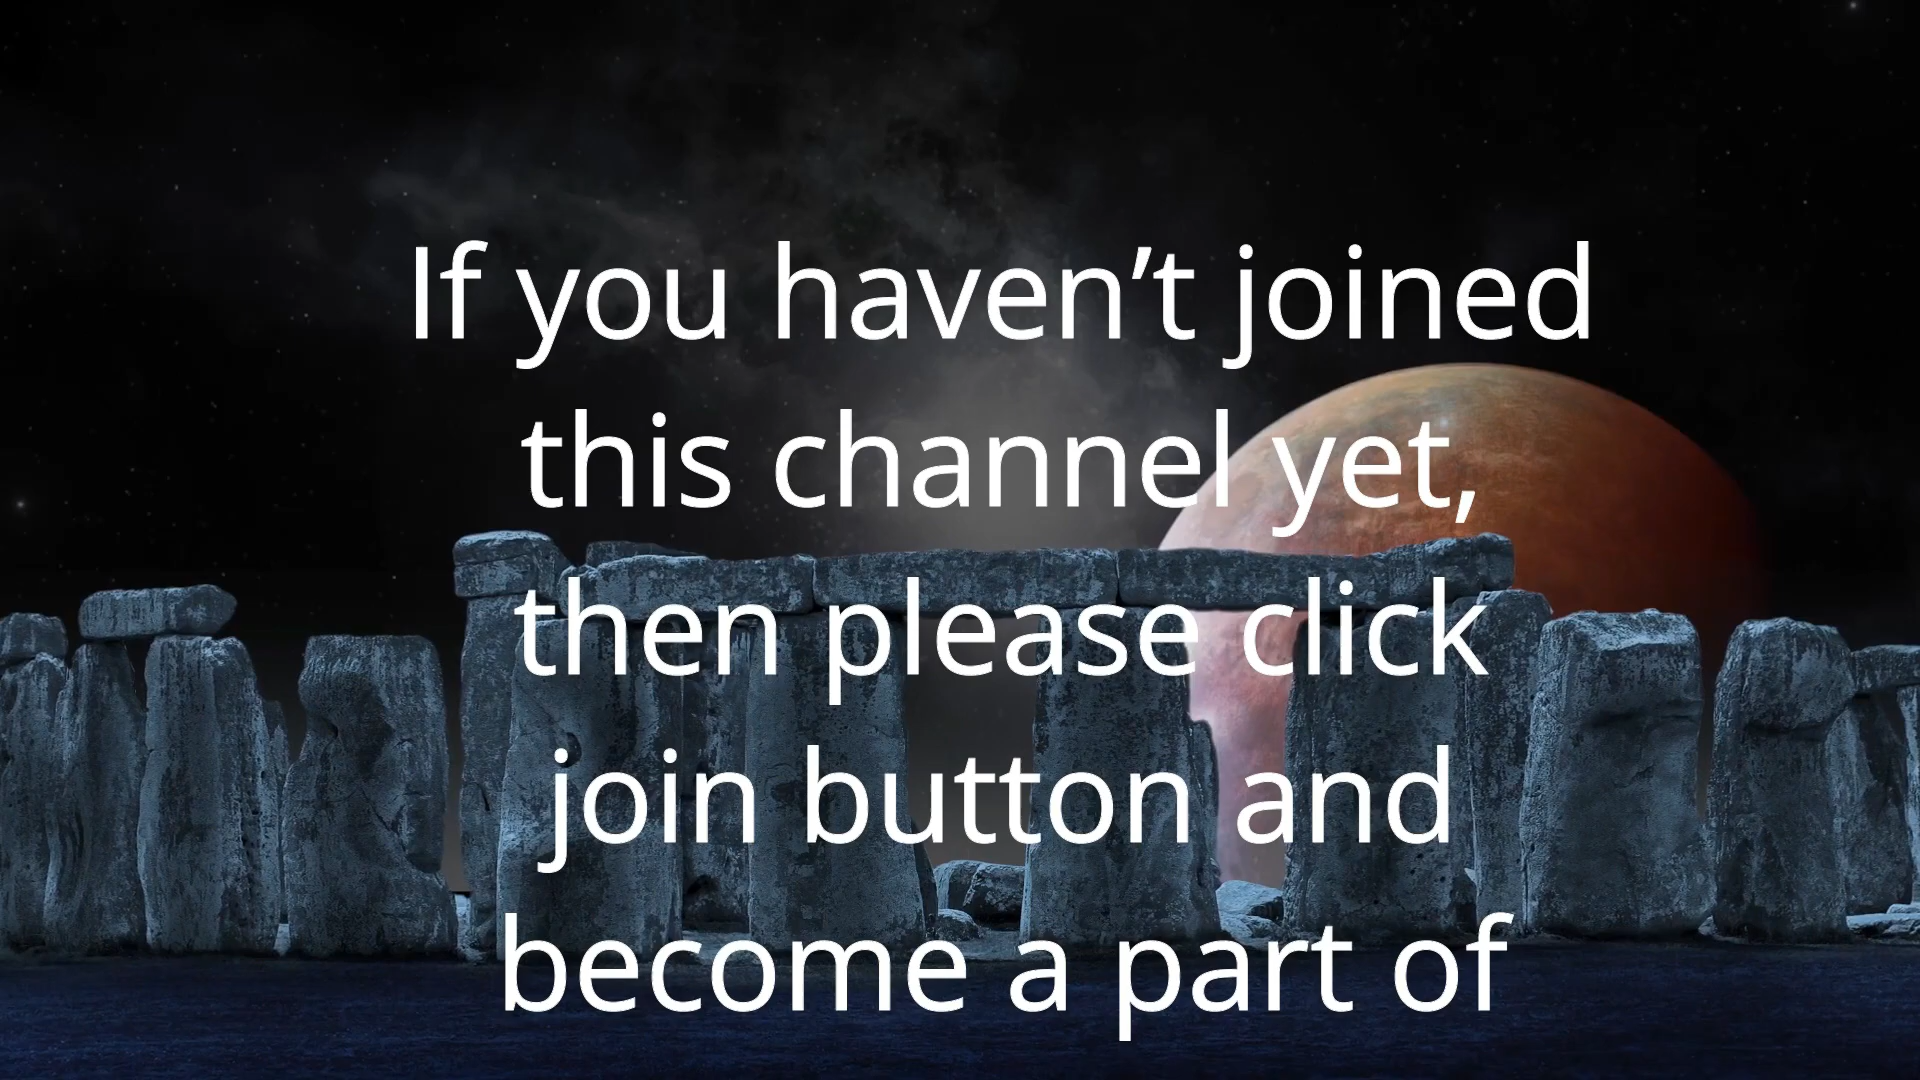 If you haven’t joined
this channel yet,
then please click
join button and
become a part of